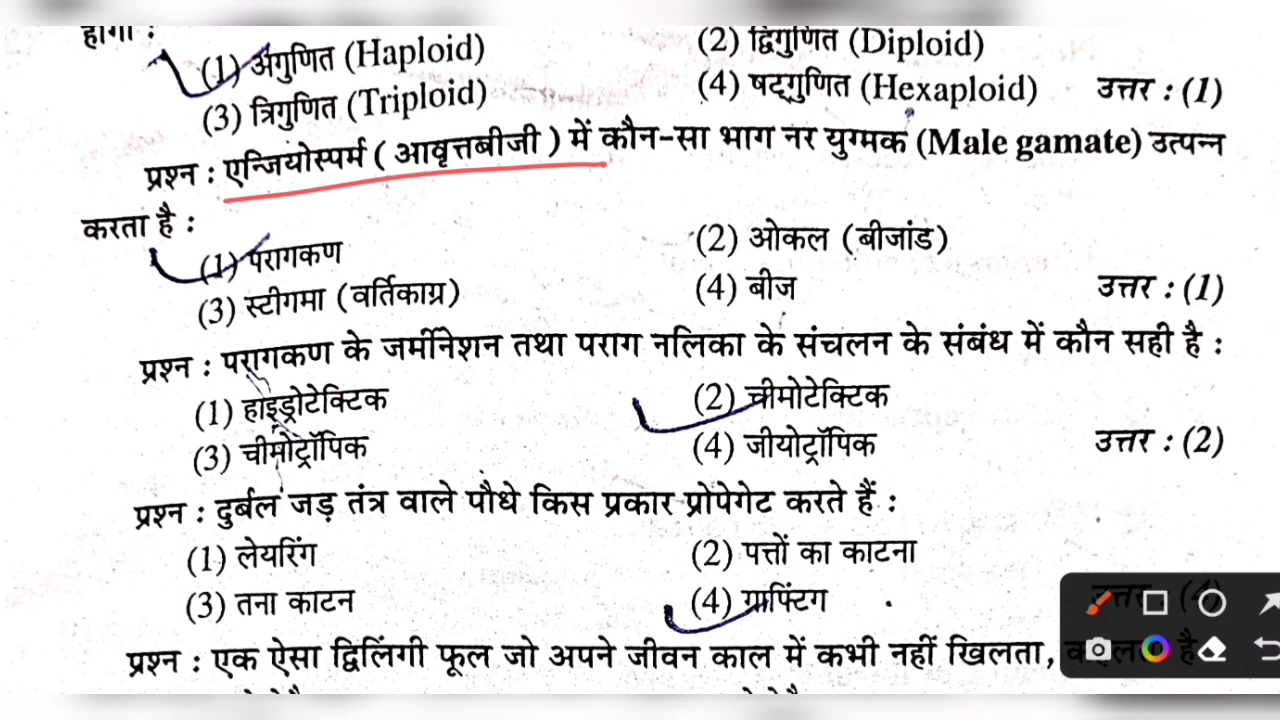 होगा :
(1) अगुणित (Haploid) (2) द्विगुणित (Diploid)
(3) त्रिगुणित (Triploid) (4) षट्गुणित (Hexaploid) उत्तर : (1)
प्रश्न : एन्जियोस्पर्म ( आवृत्तबीजी ) में कौन-सा भाग नर युग्मक (Male gamate) उत्पन्न
करता है :
(1) परागकण (2) ओकल (बीजांड)
(3) स्टीगमा (वर्तिकाग्र) (4) बीज उत्तर : (1)
प्रश्न : परागकण के जर्मीनेशन तथा पराग नलिका के संचलन के संबंध में कौन सही है :
(1) हाइड्रोटेक्टिक (2) चीमोटेक्टिक
(3) चीमोट्रॉपिक (4) जीयोट्रॉपिक उत्तर : (2)
प्रश्न : दुर्बल जड़ तंत्र वाले पौधे किस प्रकार प्रोपेगेट करते हैं :
(1) लेयरिंग (2) पत्तों का काटना
(3) तना काटन (4) ग्राफ्टिंग उत्तर : (4)
प्रश्न : एक ऐसा द्विलिंगी फूल जो अपने जीवन काल में कभी नहीं खिलता, कहलाता है